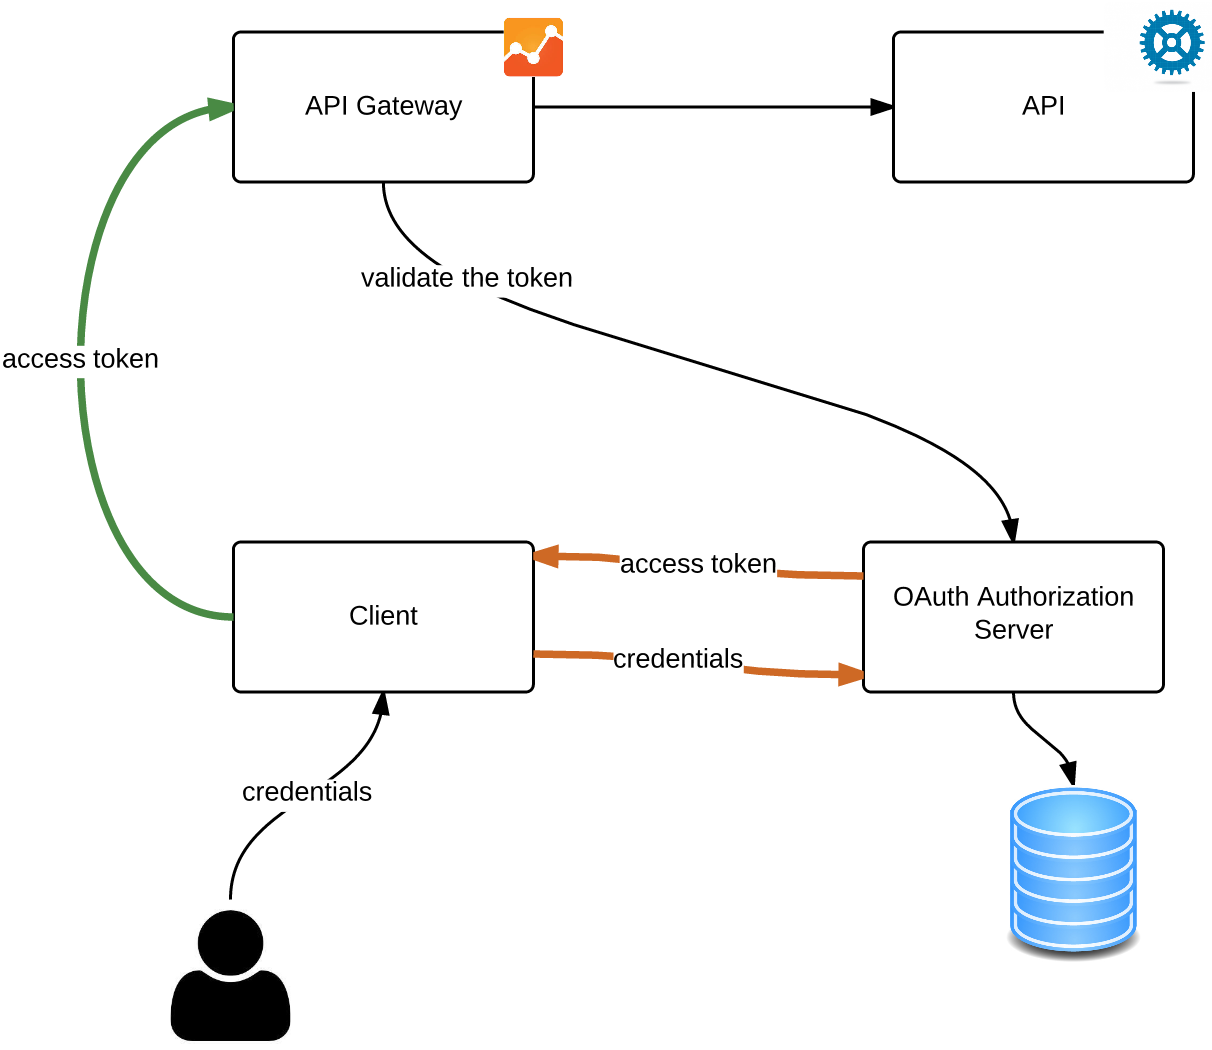 API Gateway
API
validate the token
access token
access token
Client
OAuth Authorization
Server
credentials
credentials